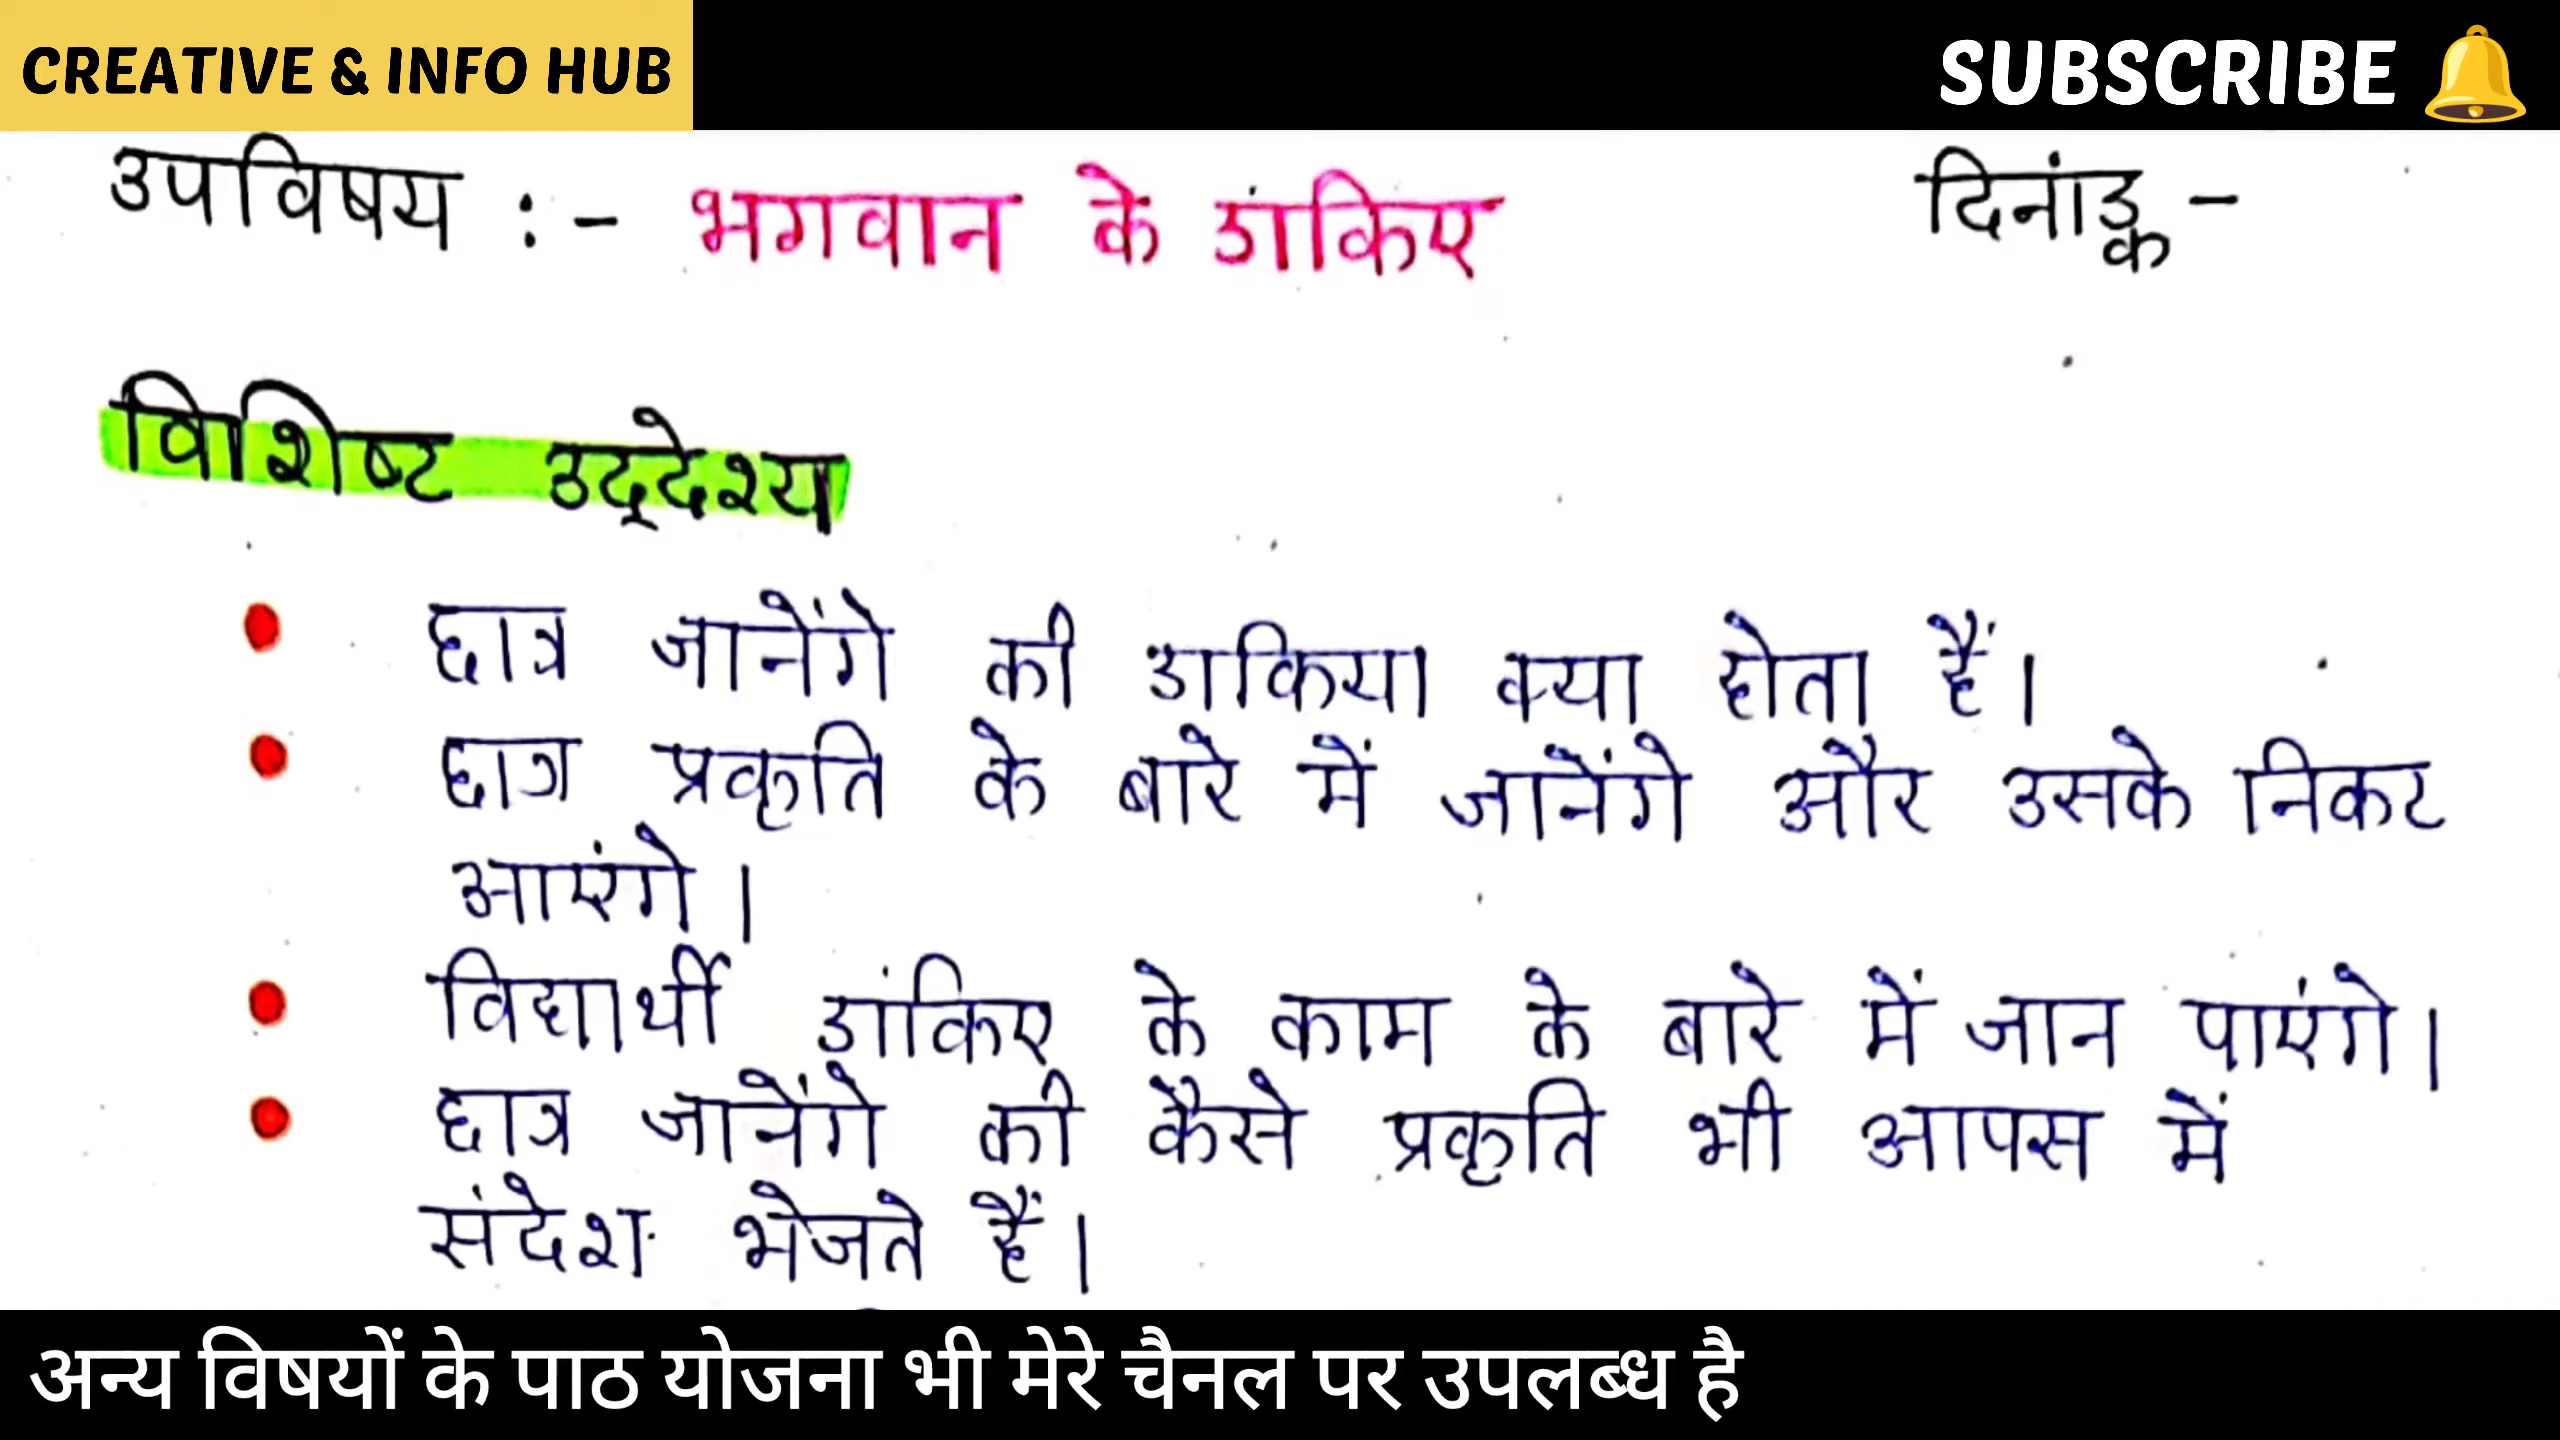 CREATIVE & INFO HUB
SUBSCRIBE
उपविषय :- भगवान के डांकिए
दिनांङ्क -
विशिष्ट उद्देश्य
छात्र जानेंगे की डाकिया क्या होता हैं।
छात्र प्रकृति के बारे में जानेंगे और उसके निकट
आएंगे।
विद्यार्थी डांकिए के काम के बारे में जान पाएंगे।
छात्र जानेंगे की कैसे प्रकृति भी आपस में
संदेश भेजते हैं।
अन्य विषयों के पाठ योजना भी मेरे चैनल पर उपलब्ध है